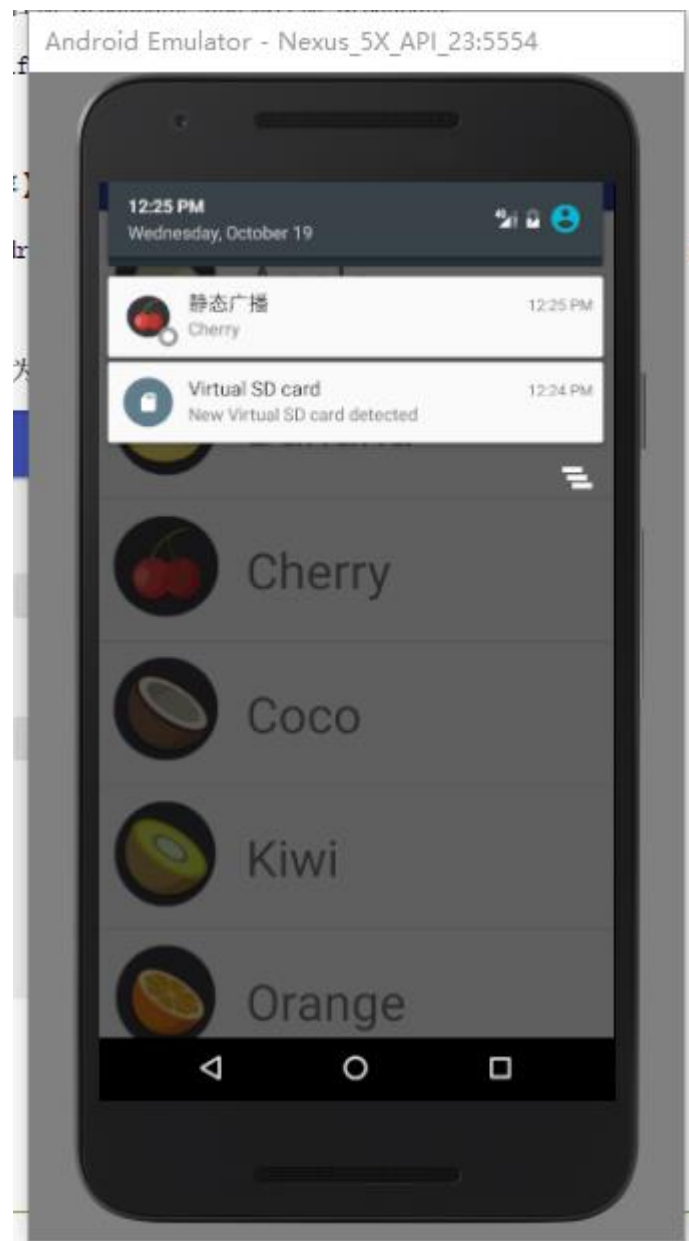 Android Emulator - Nexus_5X_API_23:5554
12:25 PM
Wednesday, October 19
4G
静态广播
12:25 PM
Cherry
Virtual SD card
12:24 PM
New Virtual SD card detected
Cherry
Coco
Kiwi
Orange